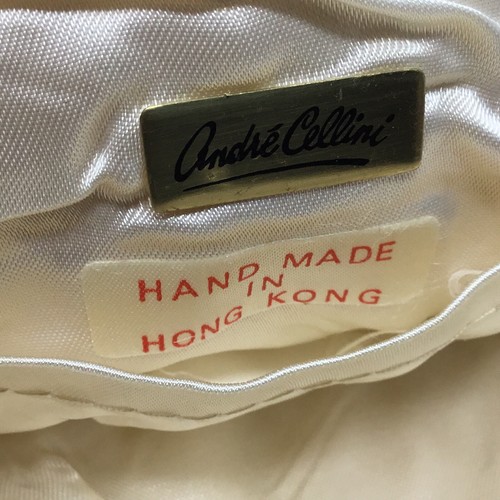 André Cellini
HAND MADE
IN
HONG KONG